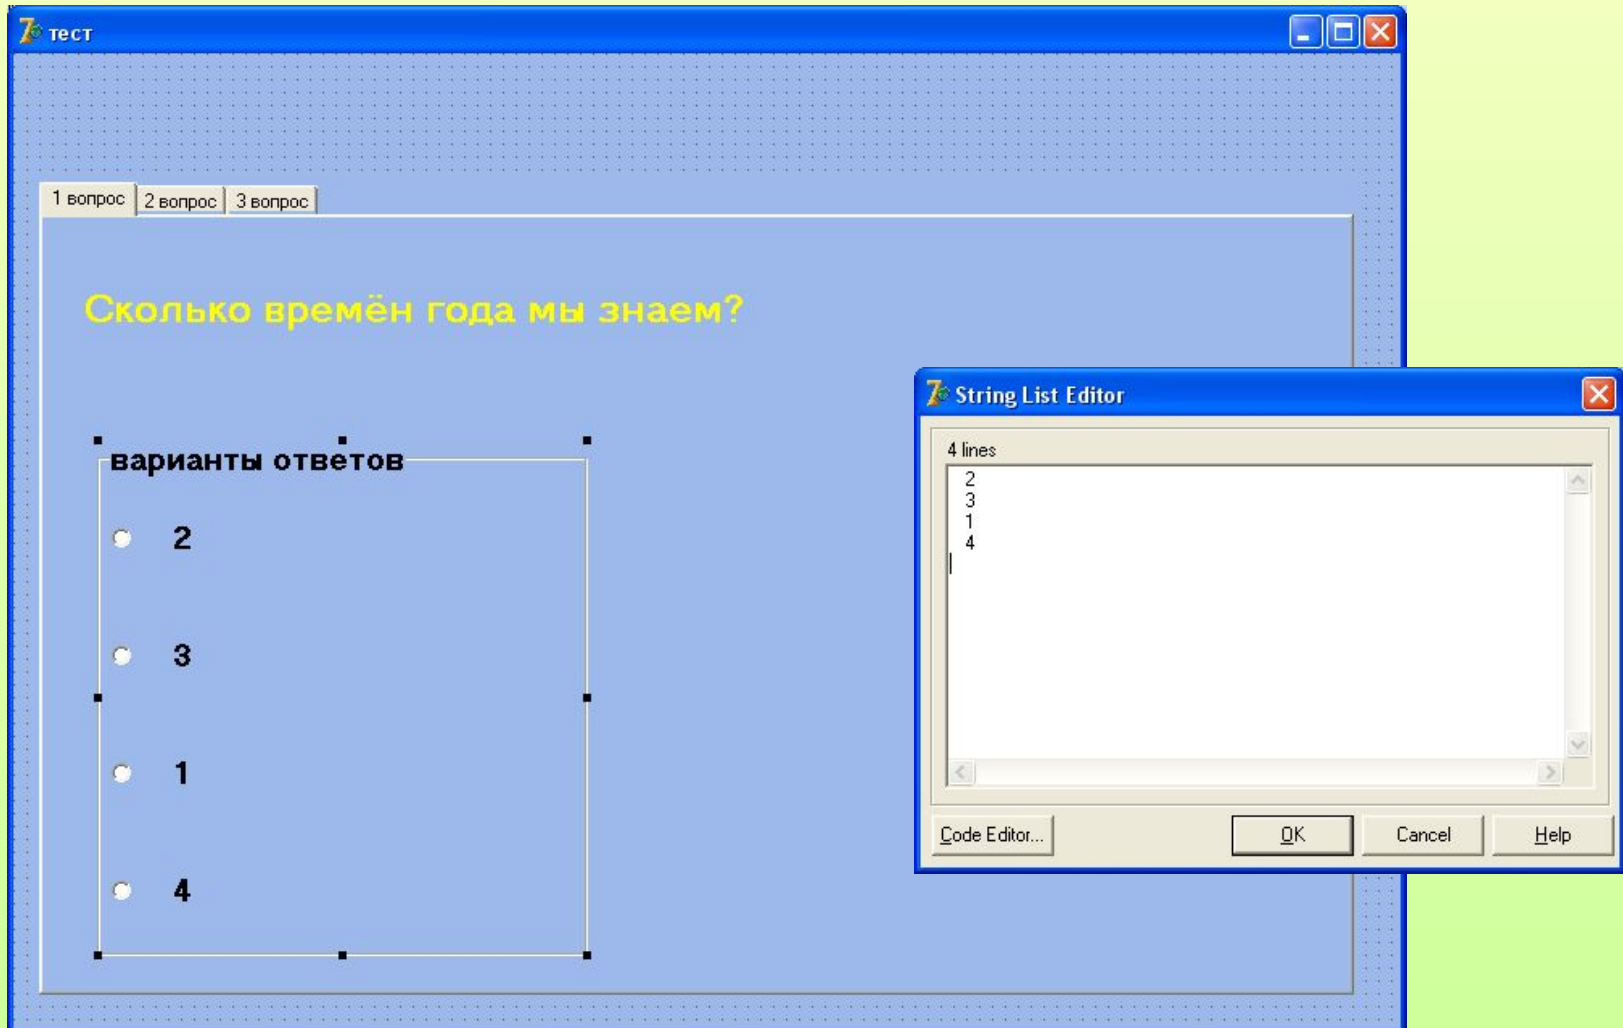 тест
1 вопрос
2 вопрос
3 вопрос
Сколько времён года мы знаем?
варианты ответов
2
3
1
4
String List Editor
4 lines
2
3
1
4
Code Editor...
OK
Cancel
Help